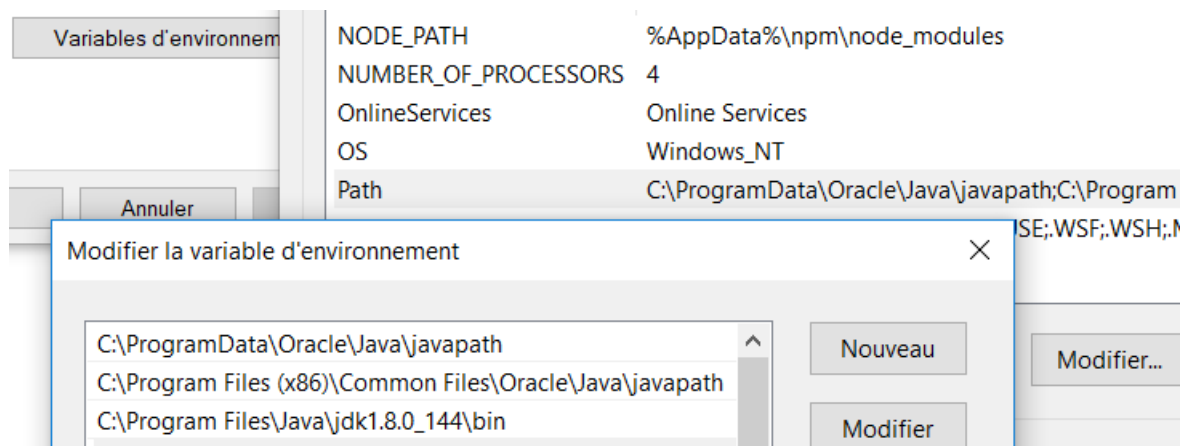 Variables d'environnem
NODE_PATH %AppData%\npm\node_modules
NUMBER_OF_PROCESSORS 4
OnlineServices Online Services
OS Windows_NT
Path C:\ProgramData\Oracle\Java\javapath;C:\Program
Annuler
SE;.WSF;.WSH;.M
Modifier la variable d'environnement
C:\ProgramData\Oracle\Java\javapath
C:\Program Files (x86)\Common Files\Oracle\Java\javapath
C:\Program Files\Java\jdk1.8.0_144\bin
Nouveau
Modifier
Modifier...